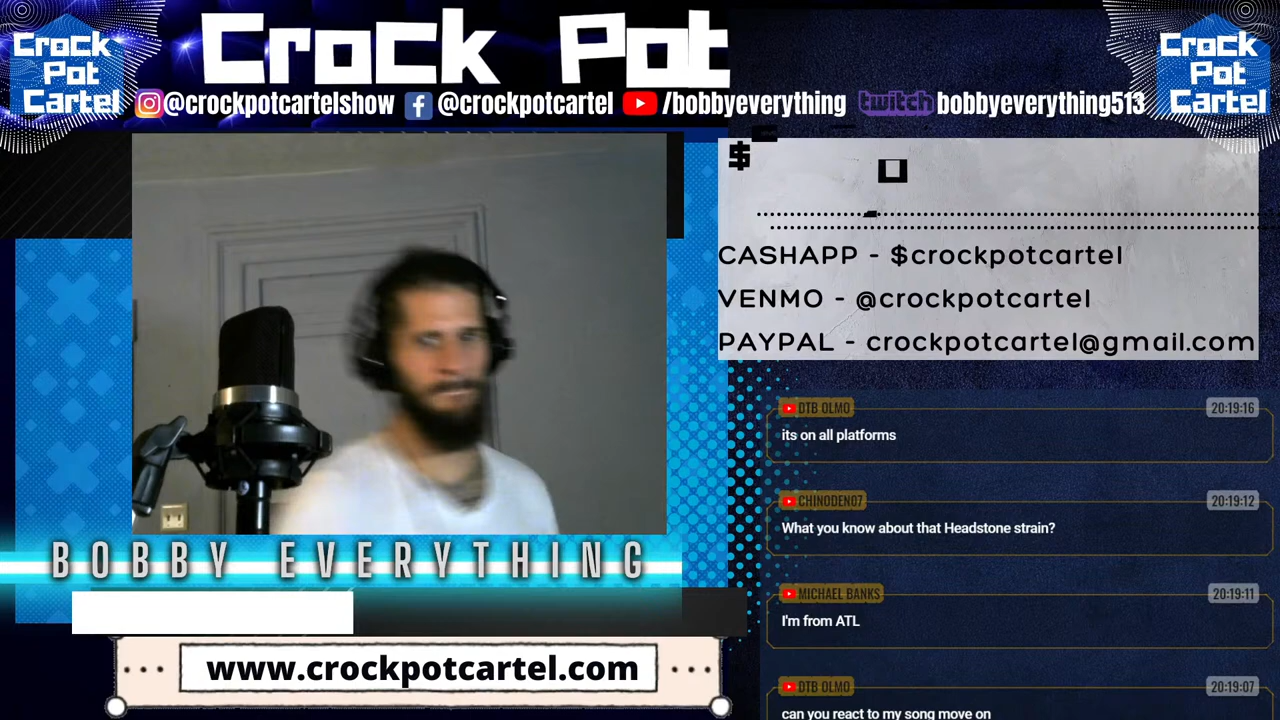 Crock Pot
Crock
Pot
Cartel
@crockpotcartelshow
@crockpotcartel
/bobbyeverything
twitch bobbyeverything513
Crock
Pot
Cartel
$
CASHAPP - $crockpotcartel
VENMO - @crockpotcartel
PAYPAL - crockpotcartel@gmail.com
DTB OLMO 20:19:16
its on all platforms
CHINODEN07 20:19:12
What you know about that Headstone strain?
MICHAEL BANKS 20:19:11
I'm from ATL
DTB OLMO 20:19:07
can you react to my song move on
BOBBY EVERYTHING
www.crockpotcartel.com